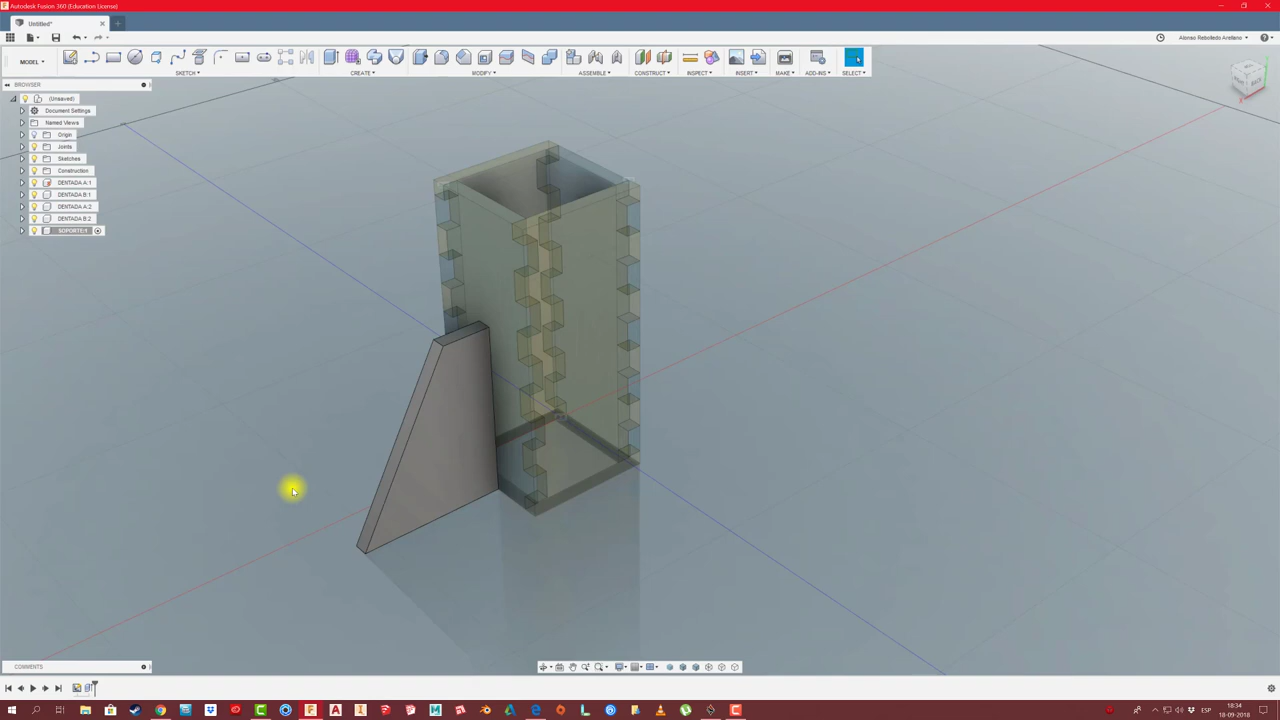 Autodesk Fusion 360 (Education License)
Untitled*
Alonso Rebolledo Arellano
MODEL
SKETCH
CREATE
MODIFY
ASSEMBLE
CONSTRUCT
INSPECT
INSERT
MAKE
ADD-INS
SELECT
BROWSER
(Unsaved)
Document Settings
Named Views
Origin
Joints
Sketches
Construction
DENTADA A:1
DENTADA B:1
DENTADA A:2
DENTADA B:2
SOPORTE:1
RIGHT
BACK
COMMENTS
ESP
18:34
18-09-2018